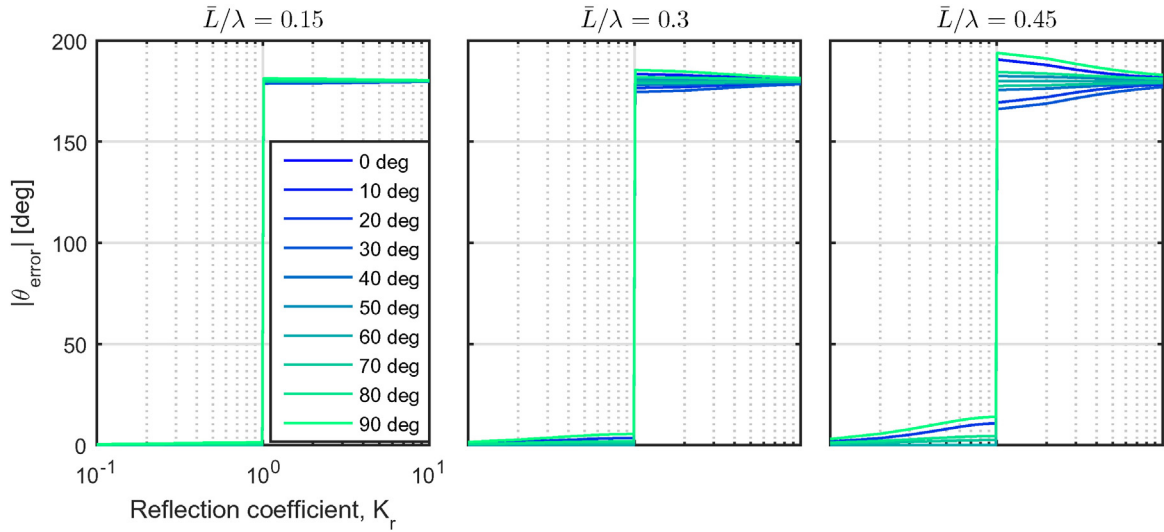 L̄/λ = 0.15
L̄/λ = 0.3
L̄/λ = 0.45
200
150
100
50
0
|θ_error| [deg]
0 deg
10 deg
20 deg
30 deg
40 deg
50 deg
60 deg
70 deg
80 deg
90 deg
10⁻¹
10⁰
10¹
Reflection coefficient, K_r